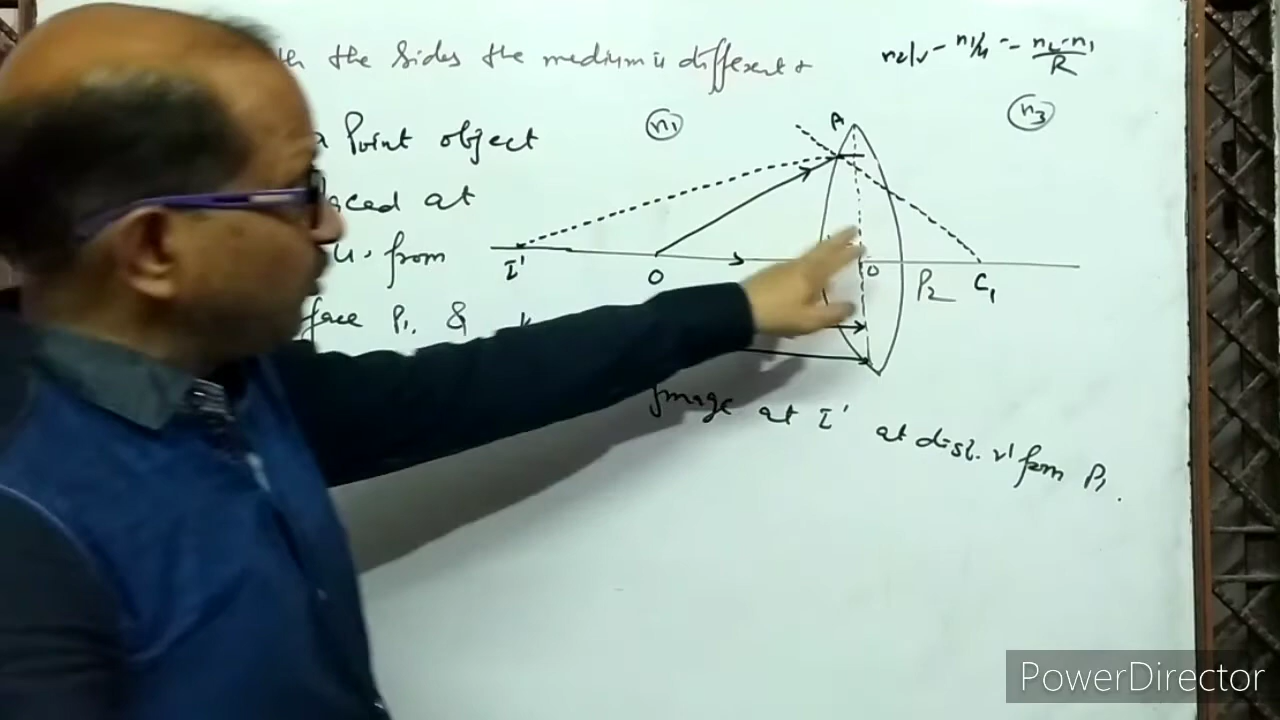 the sides the medium is different &
n2/v - n1/u = n2-n1/R
n1
n3
A
a Point object
placed at
u, from
face P1. &
I'
O
O
P2
C1
Image at I' at dist. v' from P1.
PowerDirector